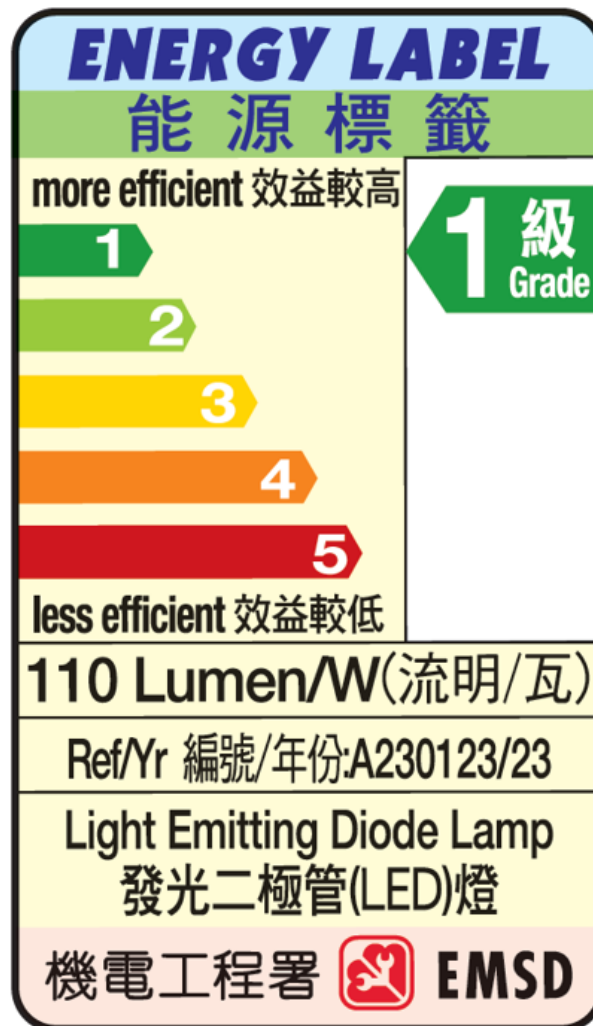 ENERGY LABEL
能源標籤
more efficient 效益較高
1
1級
Grade
2
3
4
5
less efficient 效益較低
110 Lumen/W(流明/瓦)
Ref/Yr 編號/年份:A230123/23
Light Emitting Diode Lamp
發光二極管(LED)燈
機電工程署 EMSD